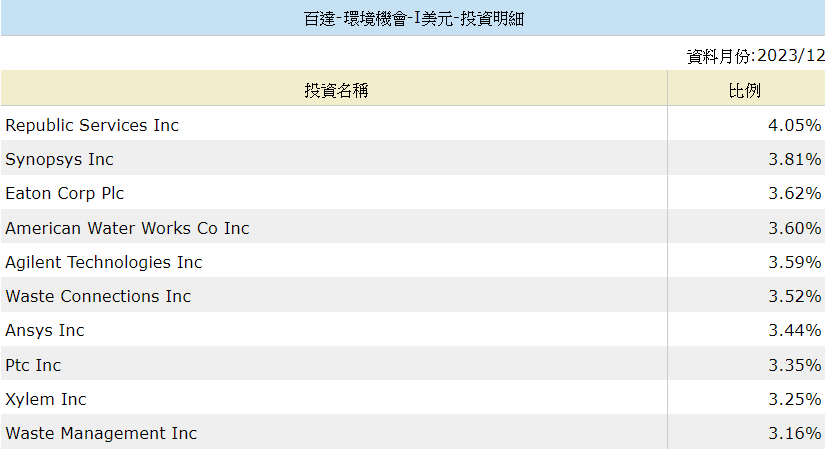 百達-環境機會-I美元-投資明細
資料月份:2023/12
投資名稱 比例
Republic Services Inc 4.05%
Synopsys Inc 3.81%
Eaton Corp Plc 3.62%
American Water Works Co Inc 3.60%
Agilent Technologies Inc 3.59%
Waste Connections Inc 3.52%
Ansys Inc 3.44%
Ptc Inc 3.35%
Xylem Inc 3.25%
Waste Management Inc 3.16%